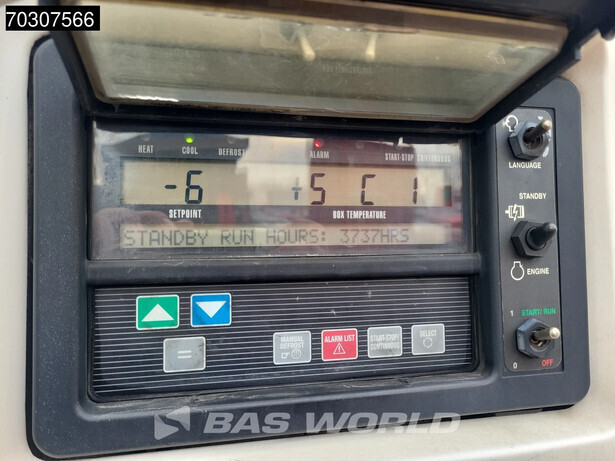 70307566
HEAT COOL DEFROST ALARM START-STOP CONTINUOUS
-6 +5 C 1
SETPOINT BOX TEMPERATURE
STANDBY RUN HOURS: 3737HRS
LANGUAGE
STANDBY
ENGINE
1 START/RUN
0 OFF
=
MANUAL DEFROST
ALARM LIST
START-STOP CONTINUOUS
SELECT
BAS WORLD